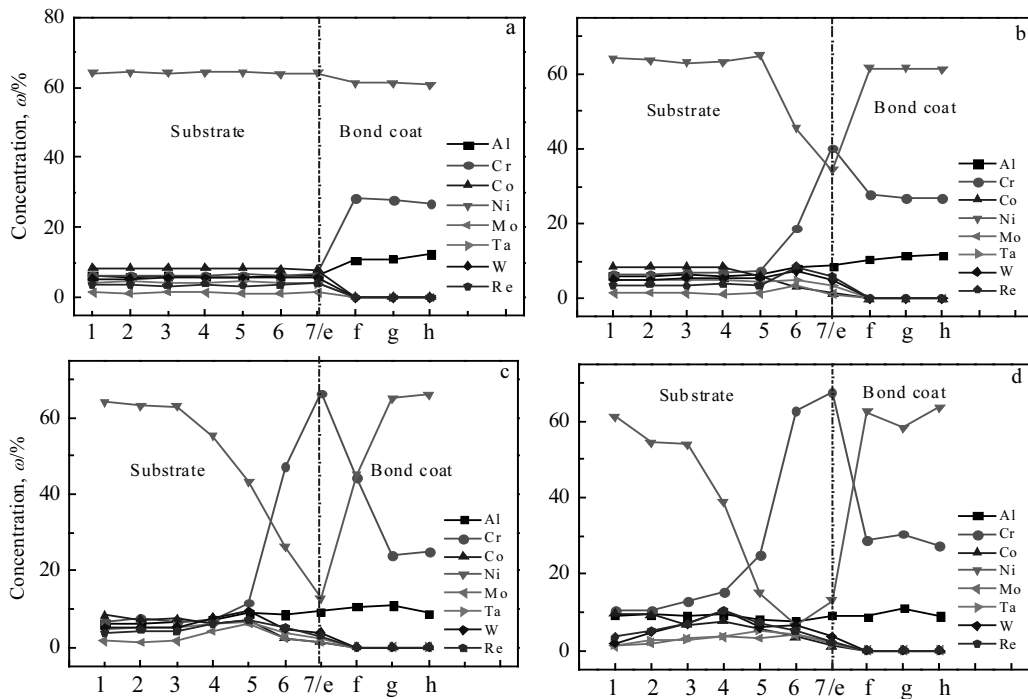 a
80
60
40
20
0
Concentration, ω/%
Substrate
Bond coat
Al
Cr
Co
Ni
Mo
Ta
W
Re
1 2 3 4 5 6 7/e f g h
b
60
40
20
0
Substrate
Bond coat
Al
Cr
Co
Ni
Mo
Ta
W
Re
1 2 3 4 5 6 7/e f g h
c
60
40
20
0
Concentration, ω/%
Substrate
Bond coat
Al
Cr
Co
Ni
Mo
Ta
W
Re
1 2 3 4 5 6 7/e f g h
d
60
40
20
0
Substrate
Bond coat
Al
Cr
Co
Ni
Mo
Ta
W
Re
1 2 3 4 5 6 7/e f g h